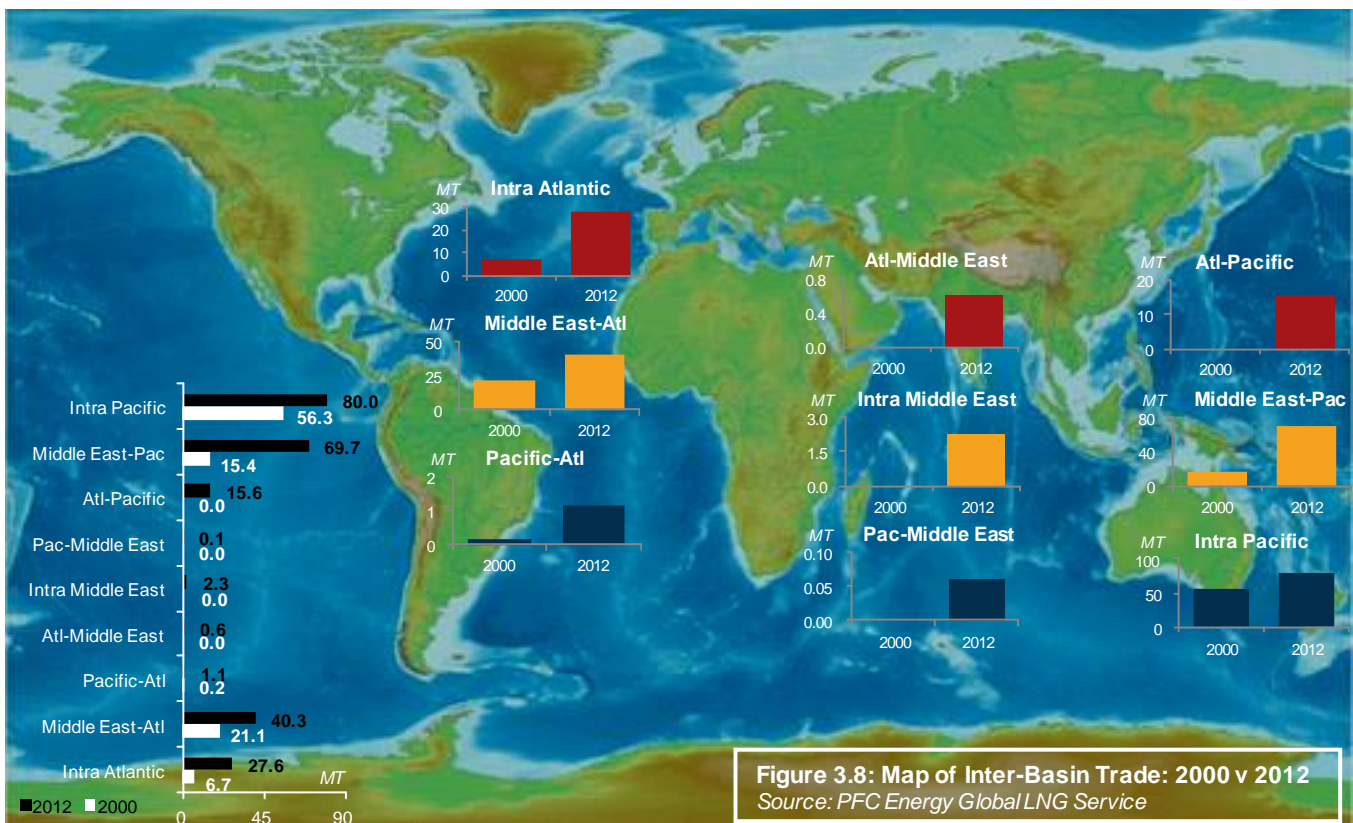 MT Intra Atlantic
30
20
10
0
2000 2012
MT Middle East-Atl
50
25
0
2000 2012
MT Pacific-Atl
2
1
0
2000 2012
MT Atl-Middle East
0.8
0.4
0.0
2000 2012
MT Intra Middle East
3.0
1.5
0.0
2000 2012
MT Pac-Middle East
0.10
0.05
0.00
2000 2012
MT Atl-Pacific
20
10
0
2000 2012
MT Middle East-Pac
80
40
0
2000 2012
MT Intra Pacific
100
50
0
2000 2012
Intra Pacific 80.0
56.3
Middle East-Pac 69.7
15.4
Atl-Pacific 15.6
0.0
Pac-Middle East 0.1
0.0
Intra Middle East 2.3
0.0
Atl-Middle East 0.6
0.0
Pacific-Atl 1.1
0.2
Middle East-Atl 40.3
21.1
Intra Atlantic 27.6
6.7
MT
2012 2000
0 45 90
Figure 3.8: Map of Inter-Basin Trade: 2000 v 2012
Source: PFC Energy Global LNG Service